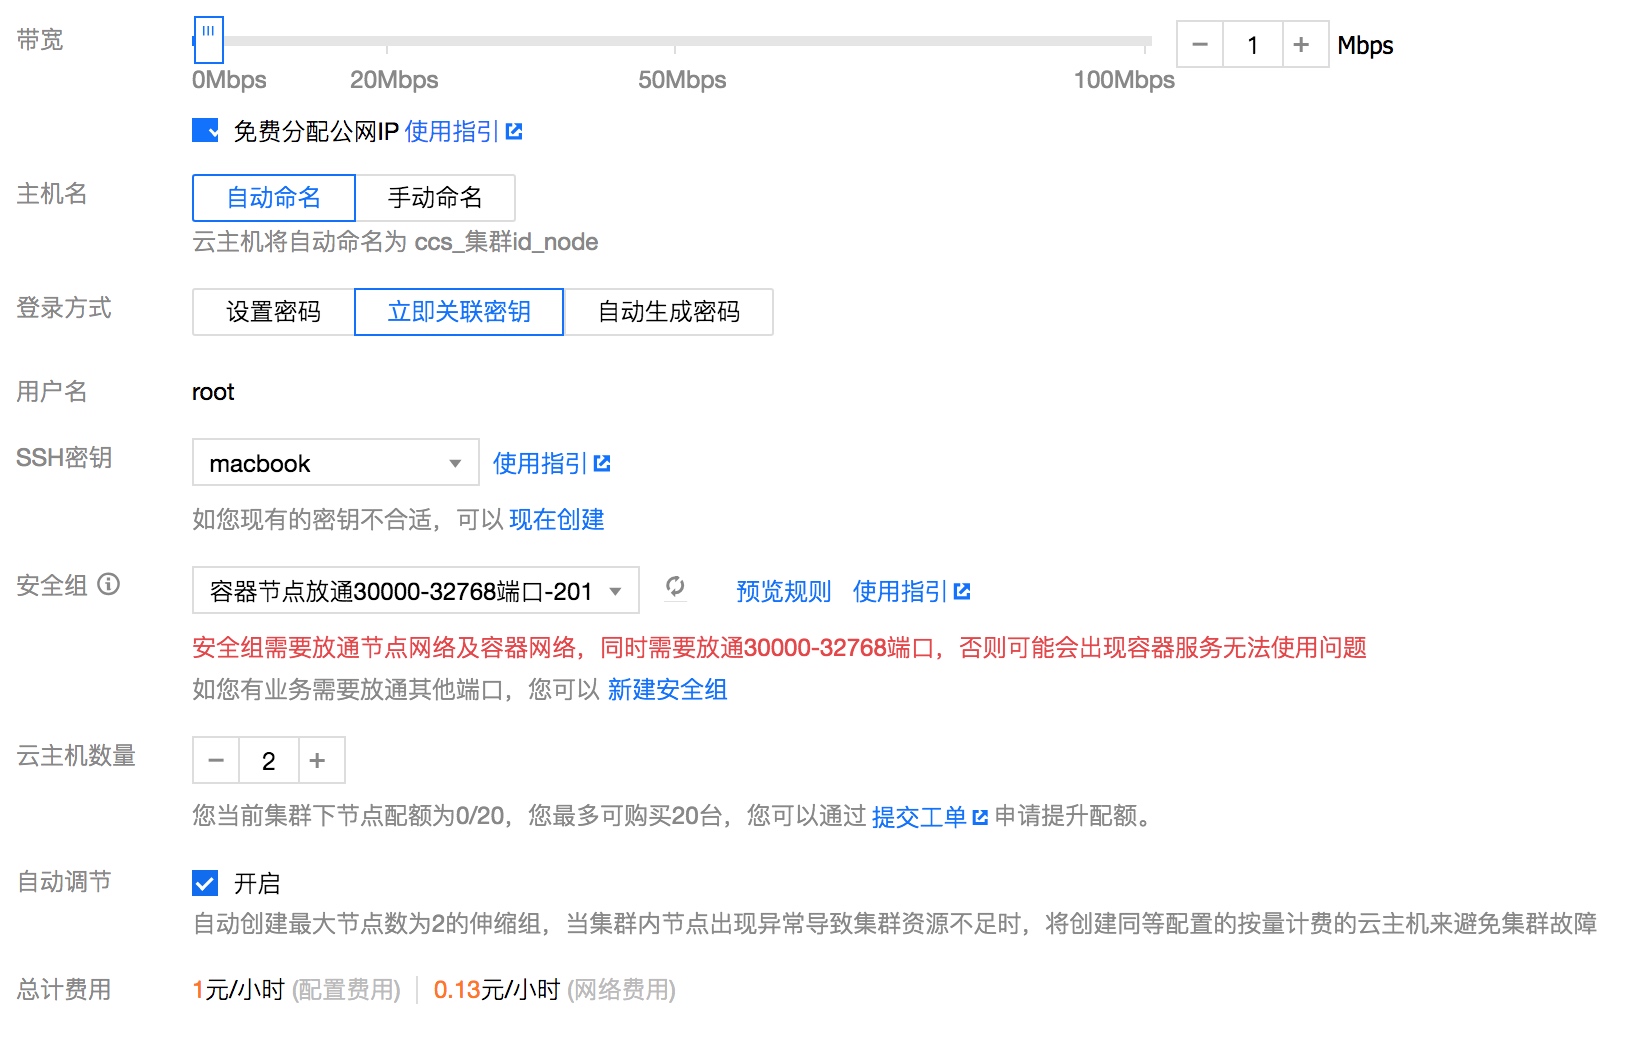 带宽
1
Mbps
0Mbps 20Mbps 50Mbps 100Mbps
免费分配公网IP 使用指引
主机名 自动命名 手动命名
云主机将自动命名为 ccs_集群id_node
登录方式 设置密码 立即关联密钥 自动生成密码
用户名 root
SSH密钥 macbook 使用指引
如您现有的密钥不合适，可以 现在创建
安全组 容器节点放通30000-32768端口-201 预览规则 使用指引
安全组需要放通节点网络及容器网络，同时需要放通30000-32768端口，否则可能会出现容器服务无法使用问题
如您有业务需要放通其他端口，您可以 新建安全组
云主机数量 2
您当前集群下节点配额为0/20，您最多可购买20台，您可以通过 提交工单 申请提升配额。
自动调节 开启
自动创建最大节点数为2的伸缩组，当集群内节点出现异常导致集群资源不足时，将创建同等配置的按量计费的云主机来避免集群故障
总计费用 1元/小时 (配置费用) 0.13元/小时 (网络费用)